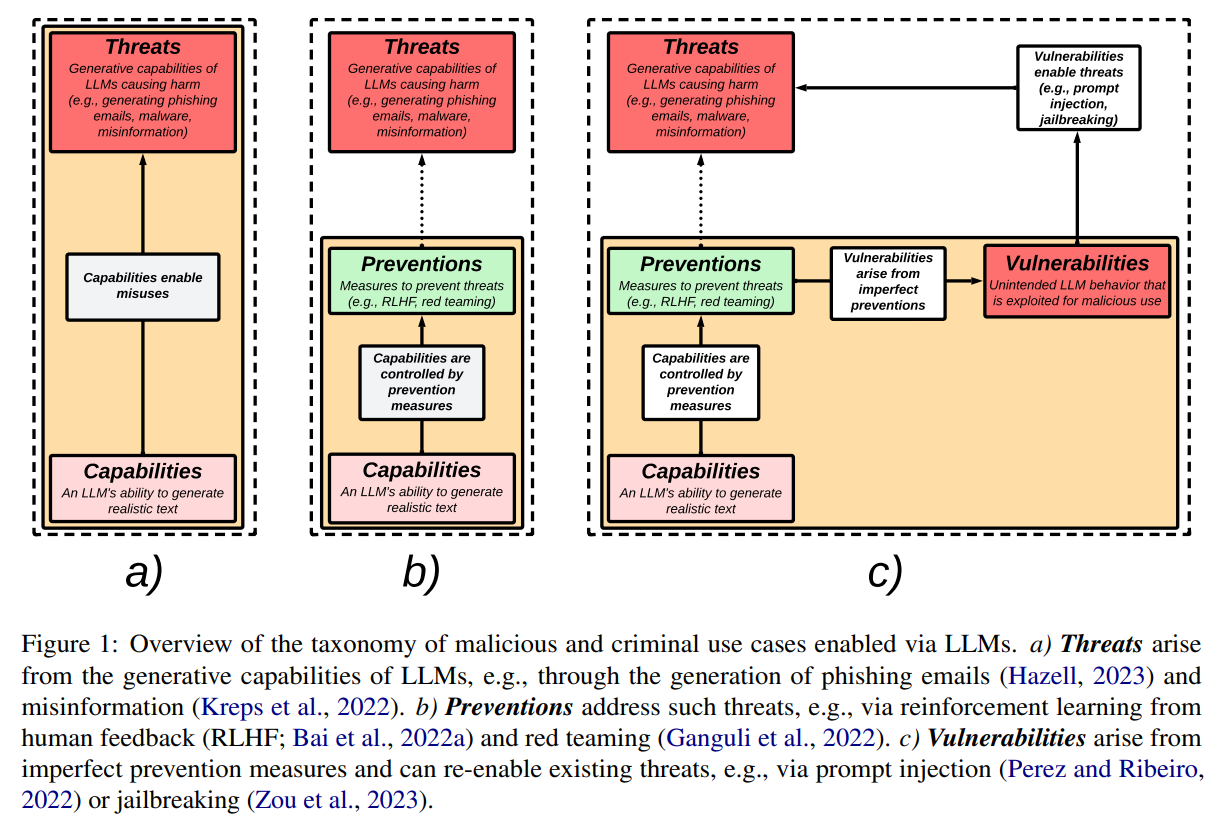 Threats
Generative capabilities of
LLMs causing harm
(e.g., generating phishing
emails, malware,
misinformation)
Capabilities enable
misuses
Capabilities
An LLM's ability to generate
realistic text
a)
Threats
Generative capabilities of
LLMs causing harm
(e.g., generating phishing
emails, malware,
misinformation)
Preventions
Measures to prevent threats
(e.g., RLHF, red teaming)
Capabilities are
controlled by
prevention
measures
Capabilities
An LLM's ability to generate
realistic text
b)
Threats
Generative capabilities of
LLMs causing harm
(e.g., generating phishing
emails, malware,
misinformation)
Vulnerabilities
enable threats
(e.g., prompt
injection,
jailbreaking)
Preventions
Measures to prevent threats
(e.g., RLHF, red teaming)
Vulnerabilities
arise from
imperfect
preventions
Vulnerabilities
Unintended LLM behavior that
is exploited for malicious use
Capabilities are
controlled by
prevention
measures
Capabilities
An LLM's ability to generate
realistic text
c)
Figure 1: Overview of the taxonomy of malicious and criminal use cases enabled via LLMs. a) Threats arise
from the generative capabilities of LLMs, e.g., through the generation of phishing emails (Hazell, 2023) and
misinformation (Kreps et al., 2022). b) Preventions address such threats, e.g., via reinforcement learning from
human feedback (RLHF; Bai et al., 2022a) and red teaming (Ganguli et al., 2022). c) Vulnerabilities arise from
imperfect prevention measures and can re-enable existing threats, e.g., via prompt injection (Perez and Ribeiro,
2022) or jailbreaking (Zou et al., 2023).